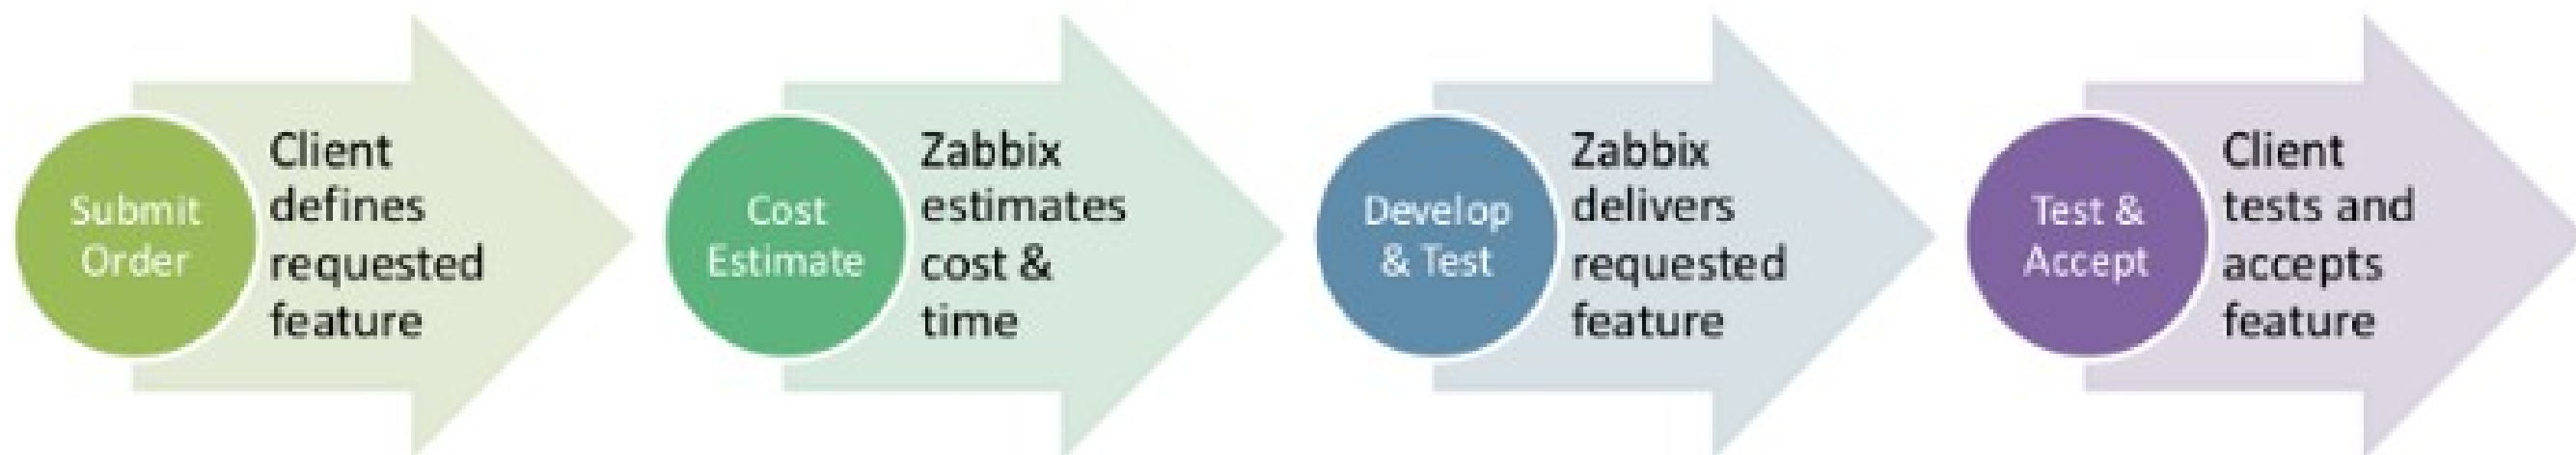 Submit
Order
Client
defines
requested
feature
Cost
Estimate
Zabbix
estimates
cost &
time
Develop
& Test
Zabbix
delivers
requested
feature
Test &
Accept
Client
tests and
accepts
feature